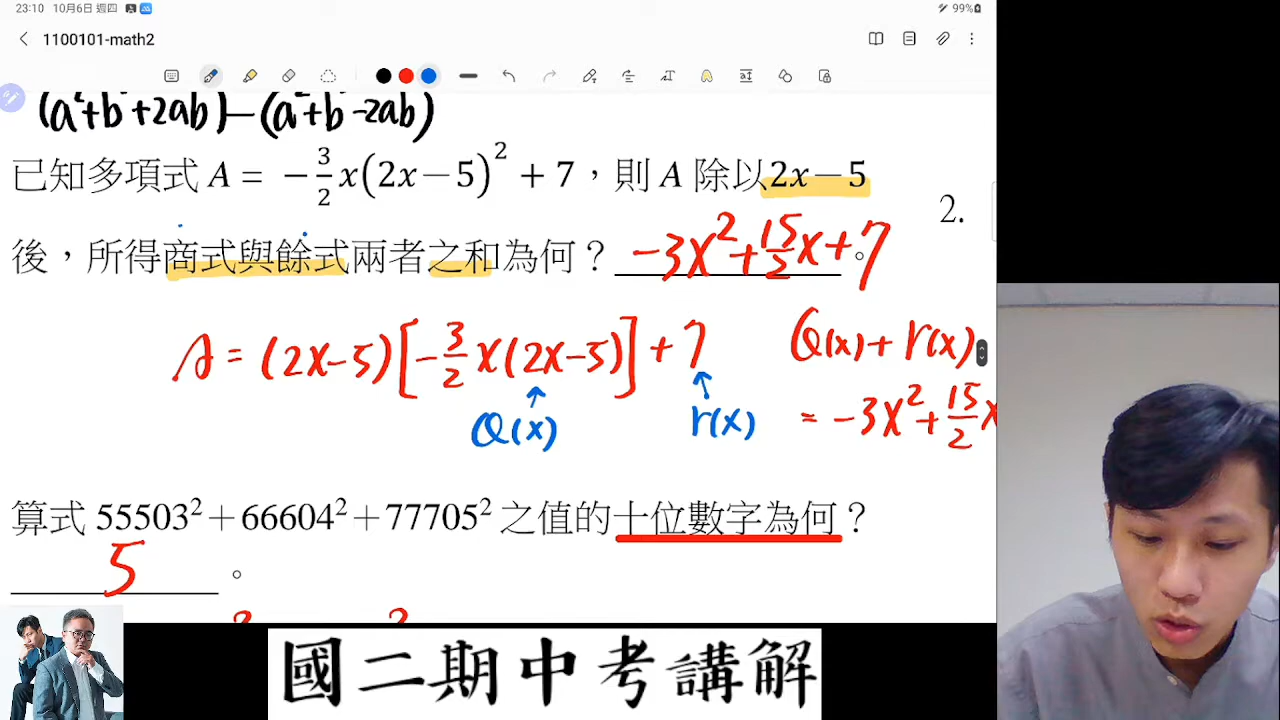 23:10 10月6日 週四
99%
1100101-math2
(a²+b²+2ab)−(a²+b²−2ab)
已知多項式 A = −3/2 x(2x−5)² + 7，則 A 除以2x−5
2.
後，所得商式與餘式兩者之和為何？ −3x²+15/2x+7 。
A = (2x−5)[−3/2 x(2x−5)] + 7
Q(x)+r(x)
Q(x)
r(x)
= −3x²+15/2x
算式 55503²＋66604²＋77705² 之值的十位數字為何？
5 。
國二期中考講解